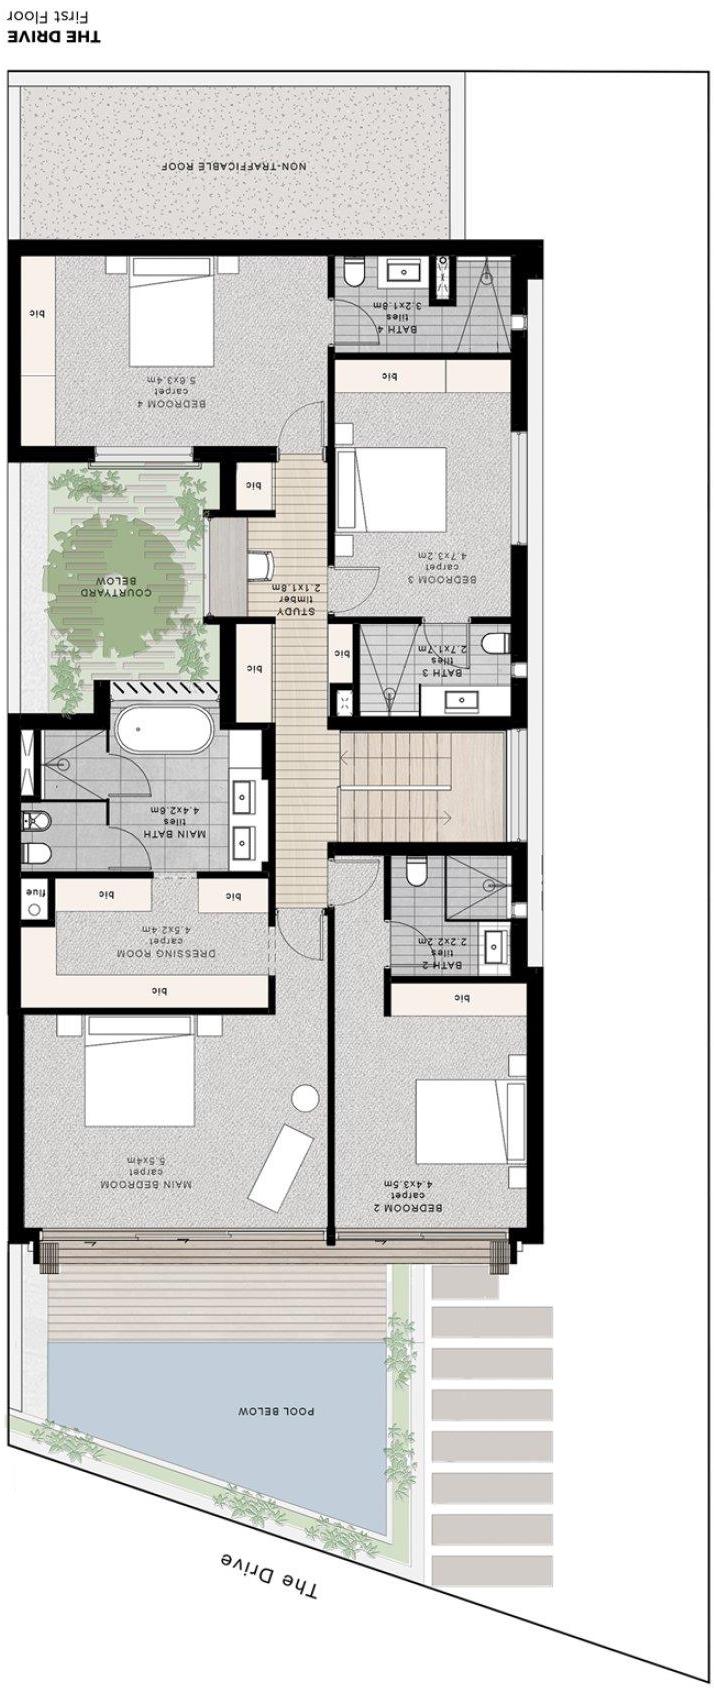 The Drive
POOL BELOW
BEDROOM 2
carpet
4.4x3.5m
MAIN BEDROOM
carpet
5.5x4m
bic
bic
DRESSING ROOM
carpet
4.5x2.4m
BATH 2
tiles
2.2x2.2m
flue
bic
bic
MAIN BATH
tiles
4.4x2.6m
bic
bic
BATH 3
tiles
2.7x1.7m
STUDY
timber
2.1x1.8m
COURTYARD
BELOW
BEDROOM 3
carpet
4.7x3.2m
bic
BEDROOM 4
carpet
5.6x3.4m
bic
bic
BATH 4
tiles
3.2x1.8m
NON-TRAFFICABLE ROOF
THE DRIVE
First Floor